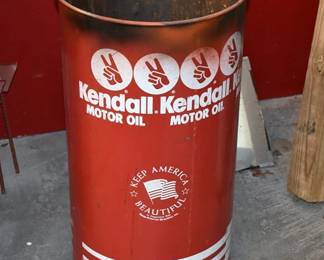 Kendall Kendall
MOTOR OIL MOTOR OIL
KEEP AMERICA
BEAUTIFUL